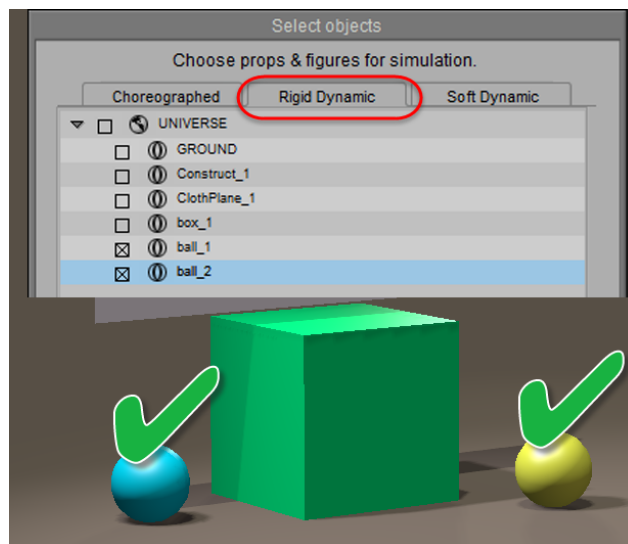 Select objects
Choose props & figures for simulation.
Choreographed Rigid Dynamic Soft Dynamic
UNIVERSE
GROUND
Construct_1
ClothPlane_1
box_1
ball_1
ball_2